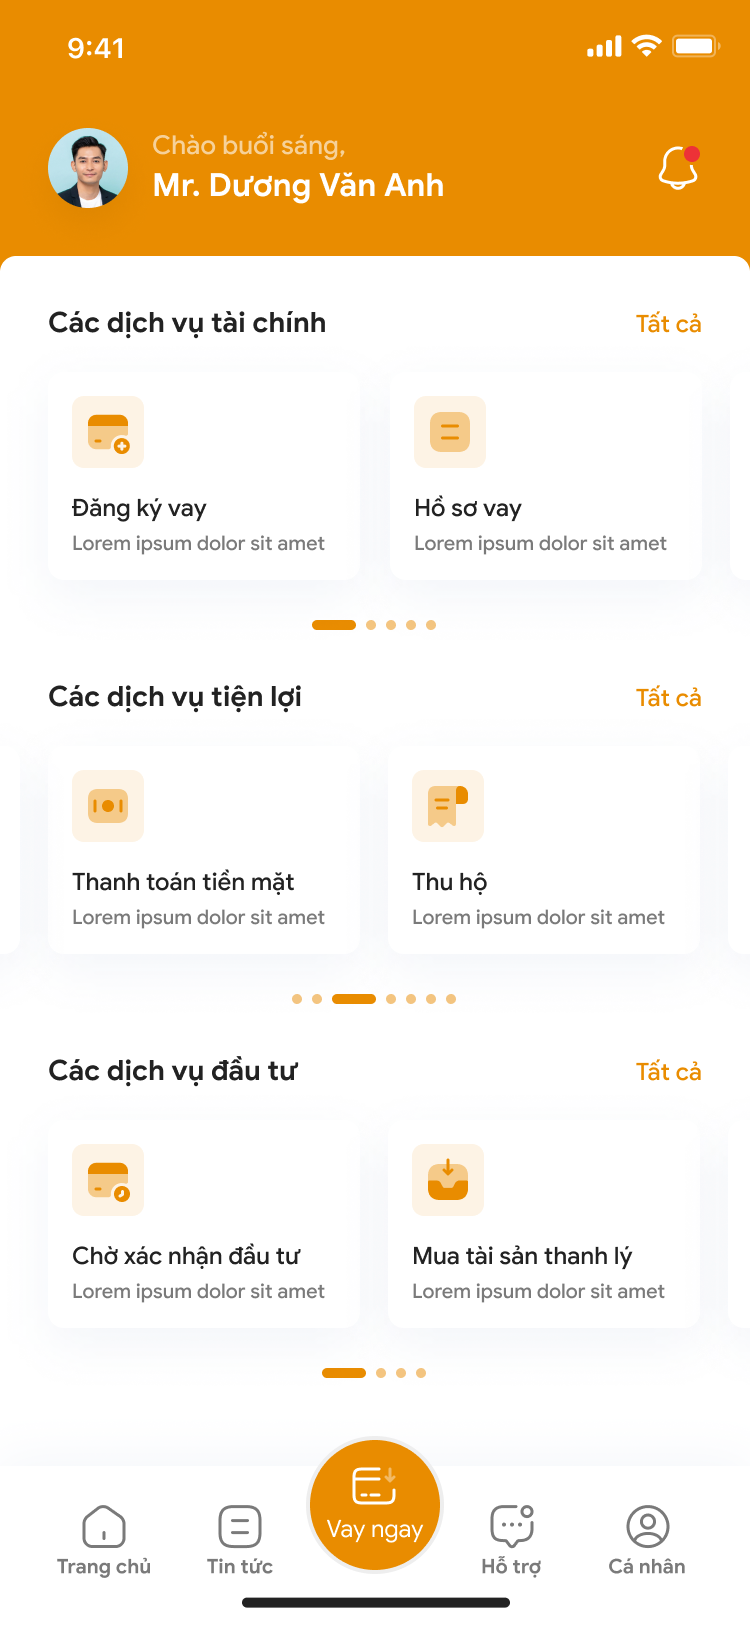 9:41
Chào buổi sáng,
Mr. Dương Văn Anh
Các dịch vụ tài chính
Tất cả
Đăng ký vay
Lorem ipsum dolor sit amet
Hồ sơ vay
Lorem ipsum dolor sit amet
Các dịch vụ tiện lợi
Tất cả
Thanh toán tiền mặt
Lorem ipsum dolor sit amet
Thu hộ
Lorem ipsum dolor sit amet
Các dịch vụ đầu tư
Tất cả
Chờ xác nhận đầu tư
Lorem ipsum dolor sit amet
Mua tài sản thanh lý
Lorem ipsum dolor sit amet
Trang chủ
Tin tức
Vay ngay
Hỗ trợ
Cá nhân